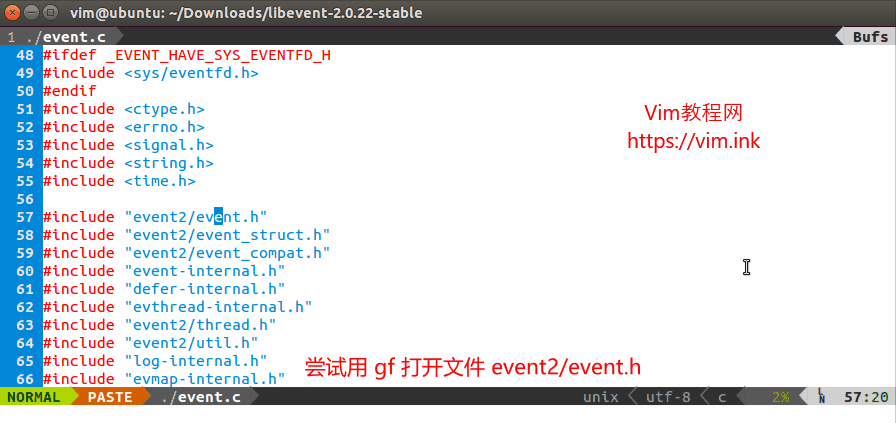 vim@ubuntu: ~/Downloads/libevent-2.0.22-stable
1 ./event.c Bufs
48 #ifdef _EVENT_HAVE_SYS_EVENTFD_H
49 #include <sys/eventfd.h>
50 #endif
51 #include <ctype.h>
52 #include <errno.h>
53 #include <signal.h>
54 #include <string.h>
55 #include <time.h>
56
57 #include "event2/event.h"
58 #include "event2/event_struct.h"
59 #include "event2/event_compat.h"
60 #include "event-internal.h"
61 #include "defer-internal.h"
62 #include "evthread-internal.h"
63 #include "event2/thread.h"
64 #include "event2/util.h"
65 #include "log-internal.h"
66 #include "evmap-internal.h"
Vim教程网
https://vim.ink
尝试用 gf 打开文件 event2/event.h
NORMAL PASTE ./event.c unix utf-8 c 2% LN 57:20